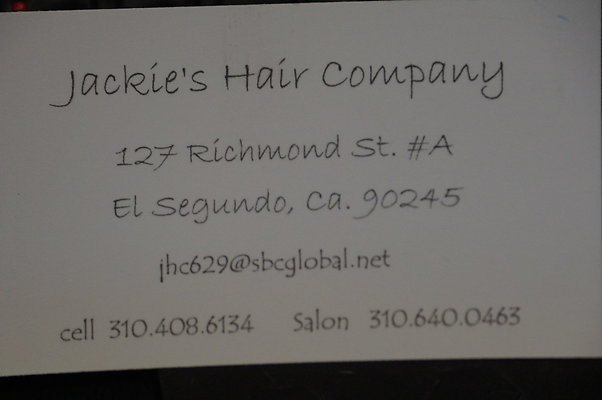 Jackie's Hair Company
127 Richmond St. #A
El Segundo, Ca. 90245
jhc629@sbcglobal.net
cell 310.408.6134 Salon 310.640.0463